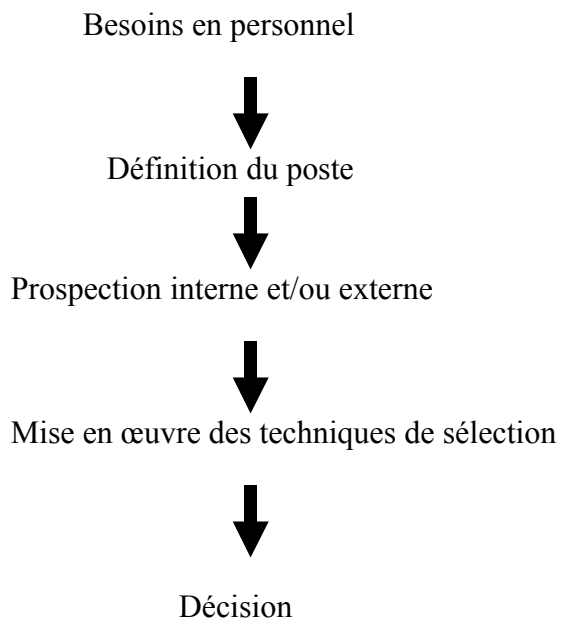 Besoins en personnel
Définition du poste
Prospection interne et/ou externe
Mise en œuvre des techniques de sélection
Décision